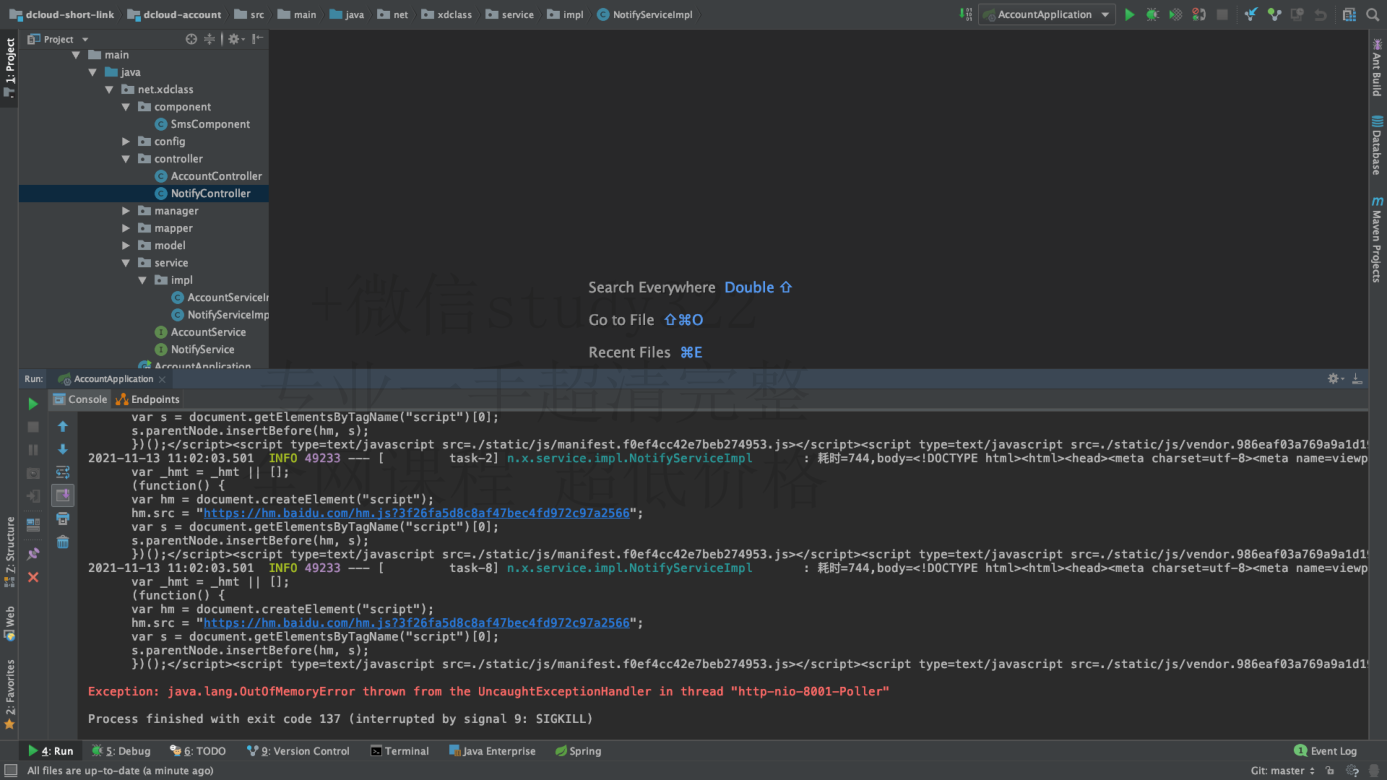 dcloud-short-link dcloud-account src main java net xdclass service impl NotifyServiceImpl AccountApplication
Project
main
java
net.xdclass
component
SmsComponent
config
controller
AccountController
NotifyController
manager
mapper
model
service
impl
AccountServiceIr
NotifyServiceImp
AccountService
NotifyService
AccountApplication
1: Project
Z: Structure
Web
2: Favorites
Ant Build
Database
Maven Projects
Search Everywhere Double ⇧
Go to File ⇧⌘O
Recent Files ⌘E
+微信study322
专业一手超清完整
全网课程 超低价格
Run: AccountApplication
Console Endpoints
var s = document.getElementsByTagName("script")[0];
s.parentNode.insertBefore(hm, s);
})();</script><script type=text/javascript src=./static/js/manifest.f0ef4cc42e7beb274953.js></script><script type=text/javascript src=./static/js/vendor.986eaf03a769a9a1d19
2021-11-13 11:02:03.501 INFO 49233 --- [ task-2] n.x.service.impl.NotifyServiceImpl : 耗时=744,body=<!DOCTYPE html><html><head><meta charset=utf-8><meta name=viewp
var _hmt = _hmt || [];
(function() {
var hm = document.createElement("script");
hm.src = "https://hm.baidu.com/hm.js?3f26fa5d8c8af47bec4fd972c97a2566";
var s = document.getElementsByTagName("script")[0];
s.parentNode.insertBefore(hm, s);
})();</script><script type=text/javascript src=./static/js/manifest.f0ef4cc42e7beb274953.js></script><script type=text/javascript src=./static/js/vendor.986eaf03a769a9a1d19
2021-11-13 11:02:03.501 INFO 49233 --- [ task-8] n.x.service.impl.NotifyServiceImpl : 耗时=744,body=<!DOCTYPE html><html><head><meta charset=utf-8><meta name=viewp
var _hmt = _hmt || [];
(function() {
var hm = document.createElement("script");
hm.src = "https://hm.baidu.com/hm.js?3f26fa5d8c8af47bec4fd972c97a2566";
var s = document.getElementsByTagName("script")[0];
s.parentNode.insertBefore(hm, s);
})();</script><script type=text/javascript src=./static/js/manifest.f0ef4cc42e7beb274953.js></script><script type=text/javascript src=./static/js/vendor.986eaf03a769a9a1d19
Exception: java.lang.OutOfMemoryError thrown from the UncaughtExceptionHandler in thread "http-nio-8001-Poller"
Process finished with exit code 137 (interrupted by signal 9: SIGKILL)
4: Run 5: Debug 6: TODO 9: Version Control Terminal Java Enterprise Spring 1 Event Log
All files are up-to-date (a minute ago) Git: master